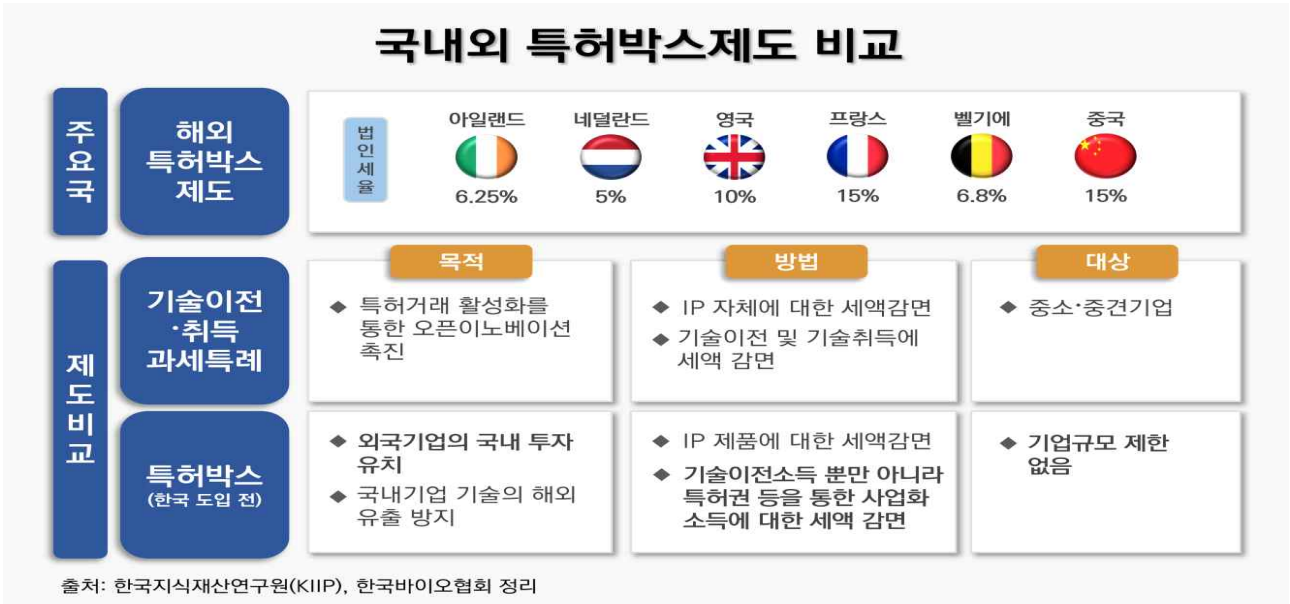 국내외 특허박스제도 비교
주요국
해외
특허박스
제도
법인세율
아일랜드
6.25%
네덜란드
5%
영국
10%
프랑스
15%
벨기에
6.8%
중국
15%
제도비교
목적
방법
대상
기술이전
·취득
과세특례
◆ 특허거래 활성화를
통한 오픈이노베이션
촉진
◆ IP 자체에 대한 세액감면
◆ 기술이전 및 기술취득에
세액 감면
◆ 중소·중견기업
특허박스
(한국 도입 전)
◆ 외국기업의 국내 투자
유치
◆ 국내기업 기술의 해외
유출 방지
◆ IP 제품에 대한 세액감면
◆ 기술이전소득 뿐만 아니라
특허권 등을 통한 사업화
소득에 대한 세액 감면
◆ 기업규모 제한
없음
출처: 한국지식재산연구원(KIIP), 한국바이오협회 정리